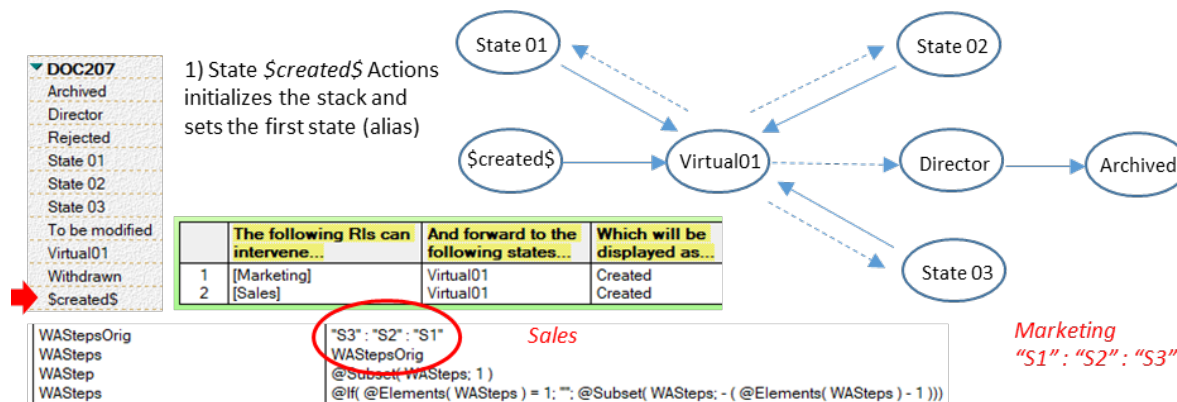 DOC207
Archived
Director
Rejected
State 01
State 02
State 03
To be modified
Virtual01
Withdrawn
$created$
1) State $created$ Actions
initializes the stack and
sets the first state (alias)
State 01
State 02
$created$
Virtual01
Director
Archived
State 03
The following RIs can intervene... And forward to the following states... Which will be displayed as...
1 [Marketing] Virtual01 Created
2 [Sales] Virtual01 Created
WAStepsOrig "S3" : "S2" : "S1"
WASteps WAStepsOrig
WAStep @Subset( WASteps; 1 )
WASteps @If( @Elements( WASteps ) = 1; ""; @Subset( WASteps; - ( @Elements( WASteps ) - 1 )))
Sales
Marketing
“S1” : “S2” : “S3”